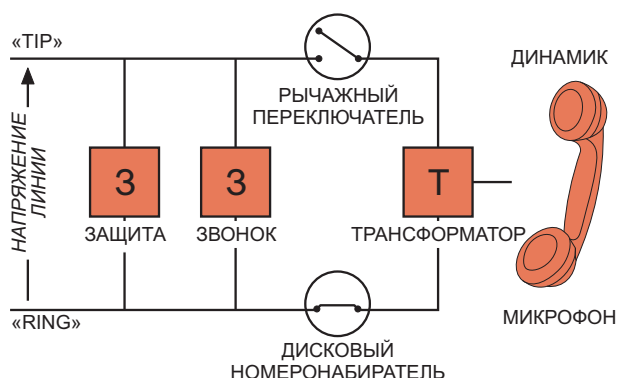 «TIP»
ДИНАМИК
РЫЧАЖНЫЙ
ПЕРЕКЛЮЧАТЕЛЬ
НАПРЯЖЕНИЕ
ЛИНИИ
З
З
Т
ЗАЩИТА
ЗВОНОК
ТРАНСФОРМАТОР
«RING»
МИКРОФОН
ДИСКОВЫЙ
НОМЕРОНАБИРАТЕЛЬ